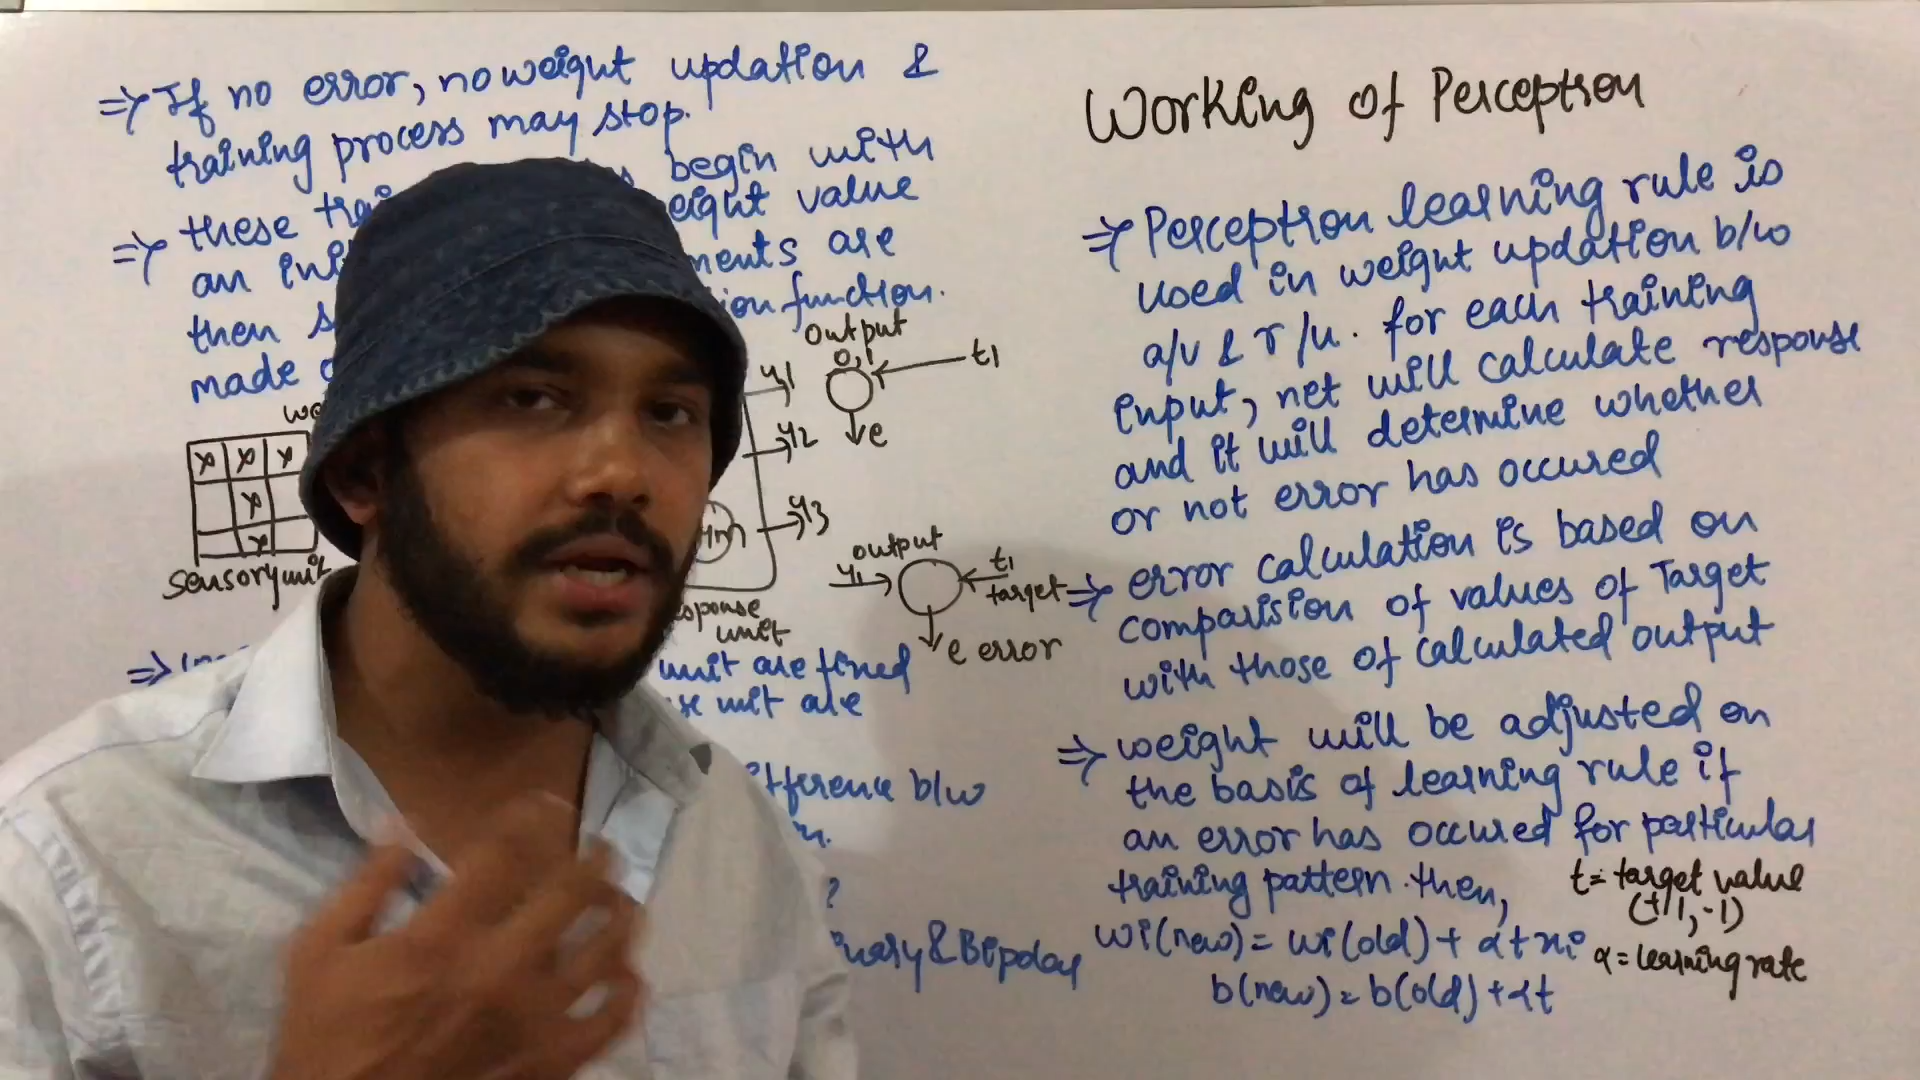 => If no error, no weight updation &
training process may stop.
=> these begin with
an weight value
then are
made function.
output
0,1
t1
y1
e
y2
y3
x x x
x
x
sensory unit
response
unit
output
y1
t1
target
e error
=> unit are fixed
unit are
difference b/w
?
& Bipolar
Working of Perceptron
=> Perceptron learning rule is
used in weight updation b/w
a/u & r/u. for each training
input, net will calculate response
and it will determine whether
or not error has occured
=> error calculation is based on
comparision of values of Target
with those of calculated output
=> weight will be adjusted on
the basis of learning rule if
an error has occured for particular
training pattern. then,
t = target value
(+1, -1)
wi(new) = wi(old) + αtxi
α = learning rate
b(new) = b(old) + αt